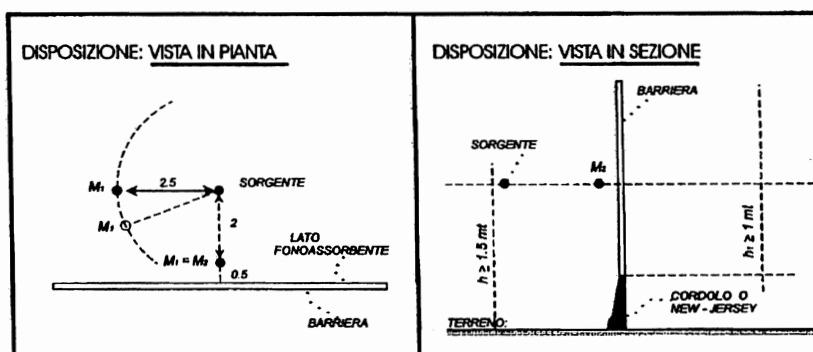 DISPOSIZIONE: VISTA IN PIANTA
M₁
2.5
SORGENTE
M₁
2
LATO
FONOASSORBENTE
M₁ = M₂
0.5
BARRIERA
DISPOSIZIONE: VISTA IN SEZIONE
BARRIERA
SORGENTE
M₂
h ≥ 1.5 mt
h₁ ≥ 1 mt
CORDOLO O
NEW-JERSEY
TERRENO: